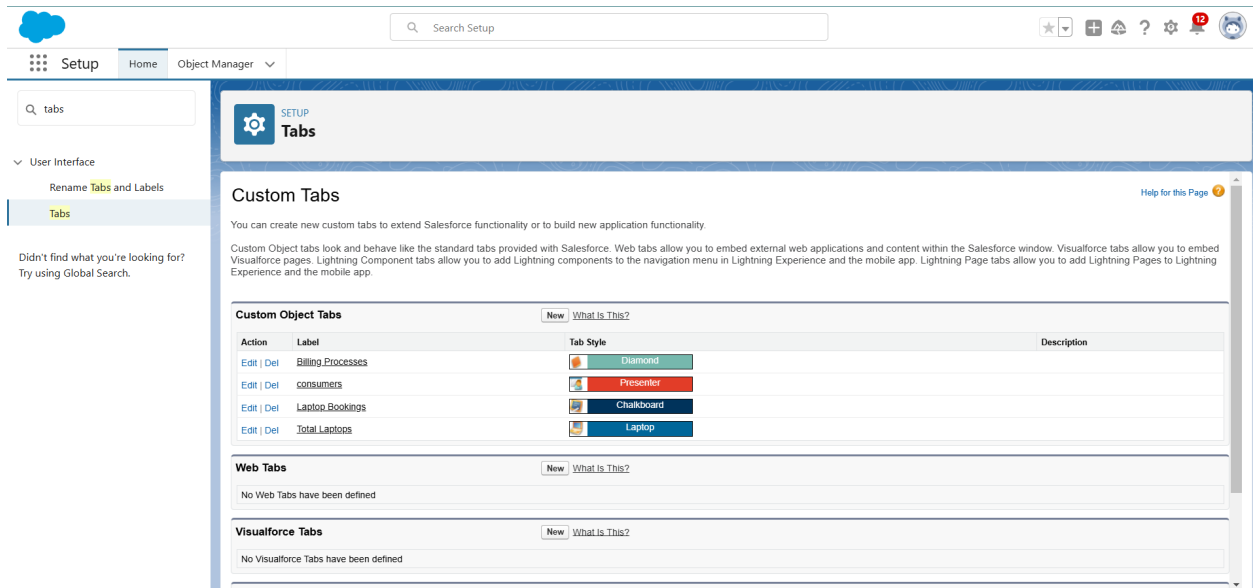 Search Setup
12
Setup
Home
Object Manager
tabs
User Interface
Rename Tabs and Labels
Tabs
Didn't find what you're looking for?
Try using Global Search.
SETUP
Tabs
Custom Tabs
Help for this Page
You can create new custom tabs to extend Salesforce functionality or to build new application functionality.
Custom Object tabs look and behave like the standard tabs provided with Salesforce. Web tabs allow you to embed external web applications and content within the Salesforce window. Visualforce tabs allow you to embed
Visualforce pages. Lightning Component tabs allow you to add Lightning components to the navigation menu in Lightning Experience and the mobile app. Lightning Page tabs allow you to add Lightning Pages to Lightning
Experience and the mobile app.
Custom Object Tabs New What Is This?
Action Label Tab Style Description
Edit | Del Billing Processes Diamond
Edit | Del consumers Presenter
Edit | Del Laptop Bookings Chalkboard
Edit | Del Total Laptops Laptop
Web Tabs New What Is This?
No Web Tabs have been defined
Visualforce Tabs New What Is This?
No Visualforce Tabs have been defined